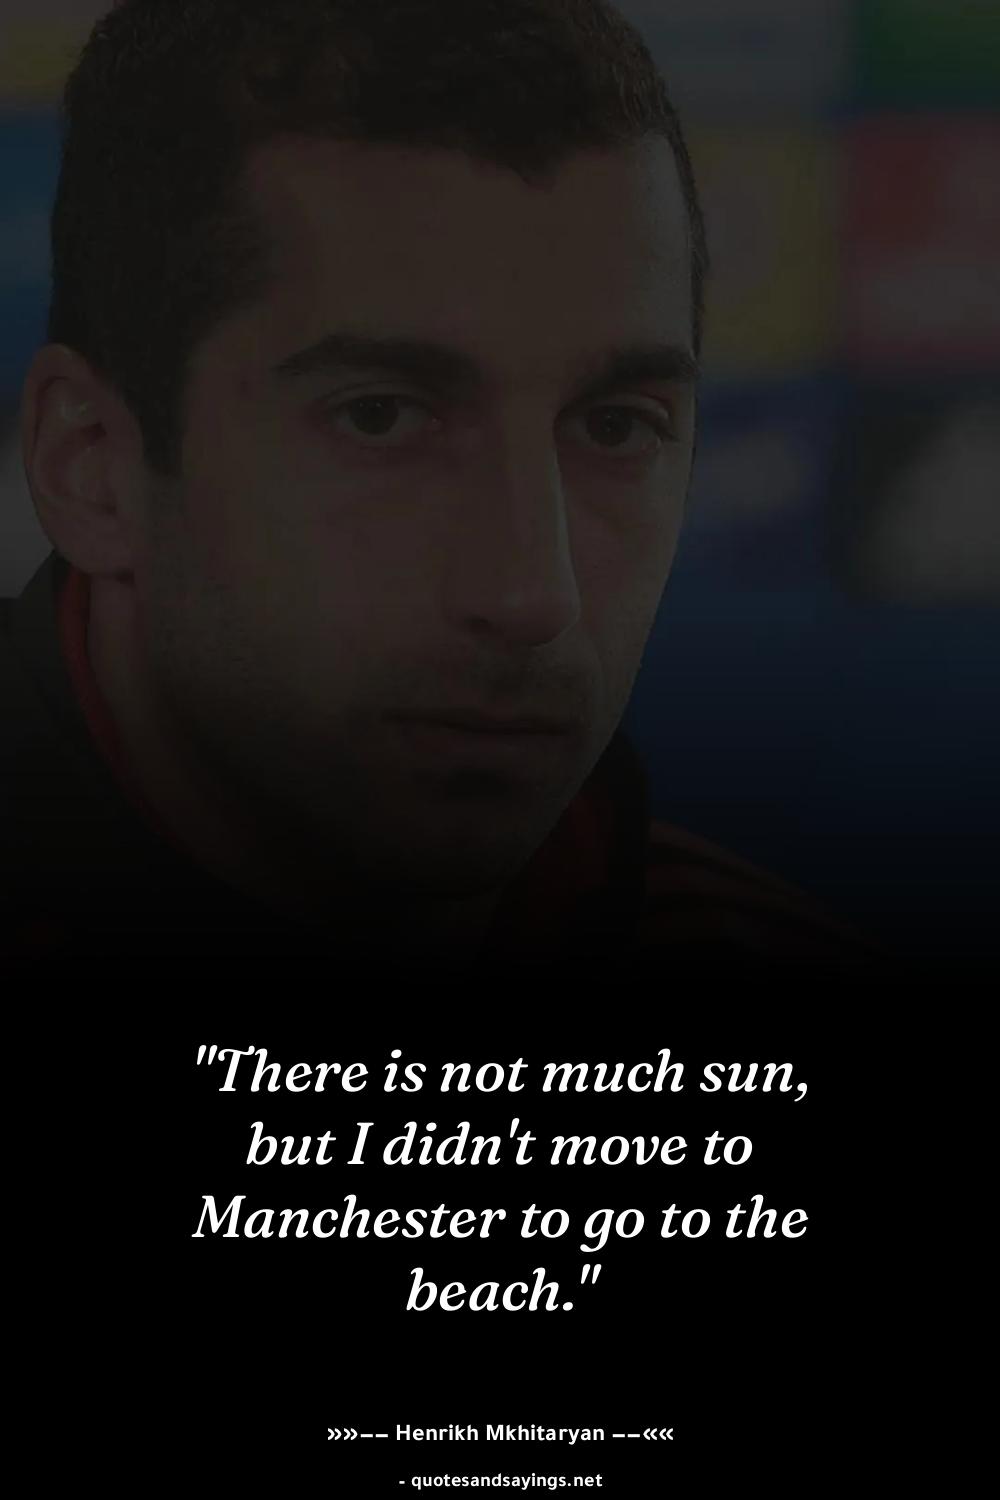 "There is not much sun,
but I didn't move to
Manchester to go to the
beach."
»»–– Henrikh Mkhitaryan ––««
- quotesandsayings.net